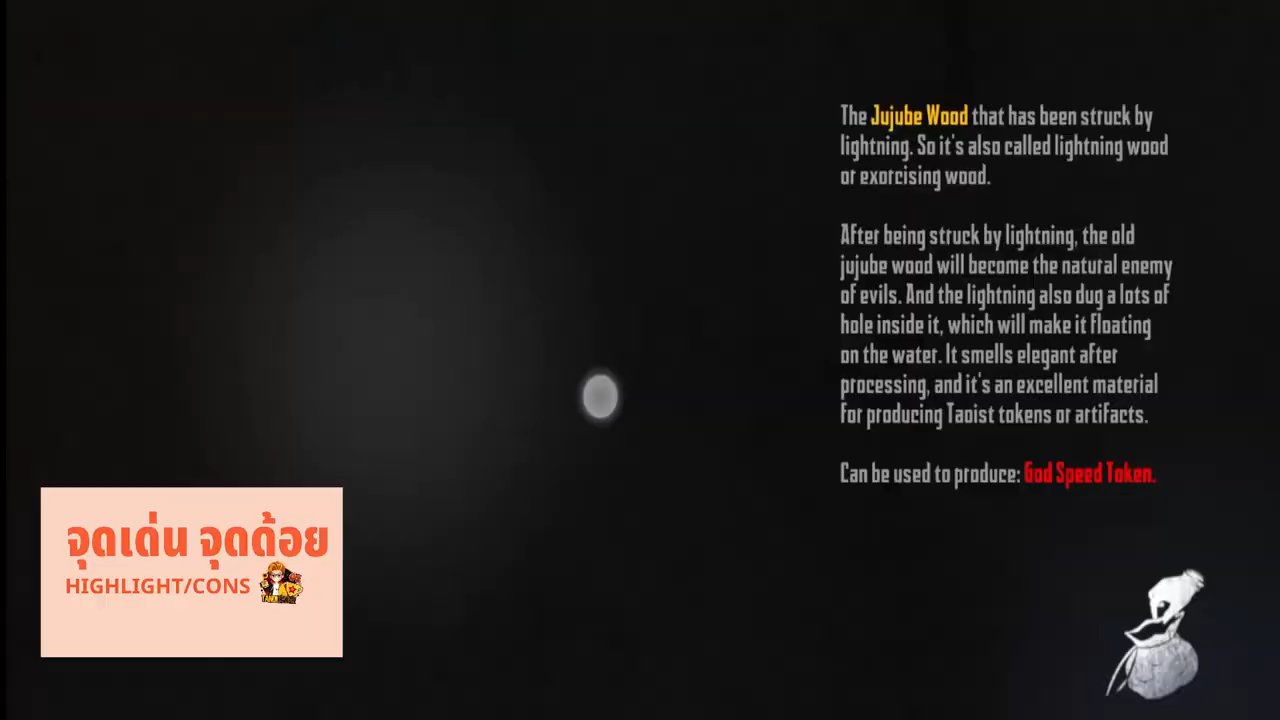 The Jujube Wood that has been struck by
lightning. So it's also called lightning wood
or exorcising wood.
After being struck by lightning, the old
jujube wood will become the natural enemy
of evils. And the lightning also dug a lots of
hole inside it, which will make it floating
on the water. It smells elegant after
processing, and it's an excellent material
for producing Taoist tokens or artifacts.
Can be used to produce: God Speed Token.
จุดเด่น จุดด้อย
HIGHLIGHT/CONS